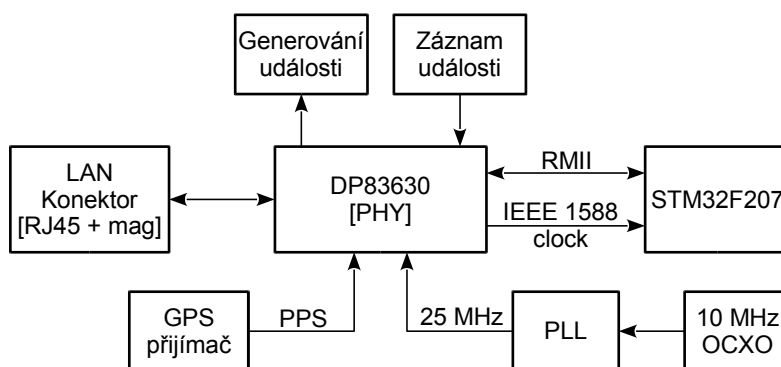 Generování
události
Záznam
události
LAN
Konektor
[RJ45 + mag]
DP83630
[PHY]
RMII
IEEE 1588
clock
STM32F207
GPS
přijímač
PPS
25 MHz
PLL
10 MHz
OCXO